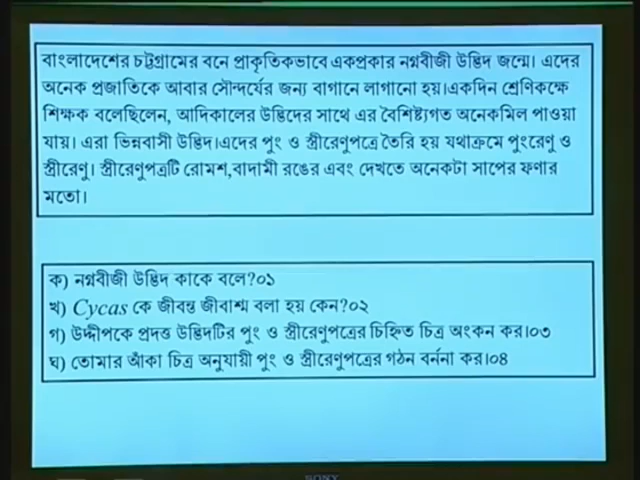 বাংলাদেশের চট্টগ্রামের বনে প্রাকৃতিকভাবে একপ্রকার নগ্নবীজী উদ্ভিদ জন্মে। এদের
অনেক প্রজাতিকে আবার সৌন্দর্যের জন্য বাগানে লাগানো হয়।একদিন শ্রেণিকক্ষে
শিক্ষক বলেছিলেন, আদিকালের উদ্ভিদের সাথে এর বৈশিষ্ট্যগত অনেকমিল পাওয়া
যায়। এরা ভিন্নবাসী উদ্ভিদ।এদের পুং ও স্ত্রীরেণুপত্রে তৈরি হয় যথাক্রমে পুংরেণু ও
স্ত্রীরেণু। স্ত্রীরেণুপত্রটি রোমশ,বাদামী রঙের এবং দেখতে অনেকটা সাপের ফণার
মতো।
ক) নগ্নবীজী উদ্ভিদ কাকে বলে?০১
খ) Cycas কে জীবন্ত জীবাশ্ম বলা হয় কেন?০২
গ) উদ্দীপকে প্রদত্ত উদ্ভিদটির পুং ও স্ত্রীরেণুপত্রের চিহ্নিত চিত্র অংকন কর।০৩
ঘ) তোমার আঁকা চিত্র অনুযায়ী পুং ও স্ত্রীরেণুপত্রের গঠন বর্ননা কর।০৪
SONY